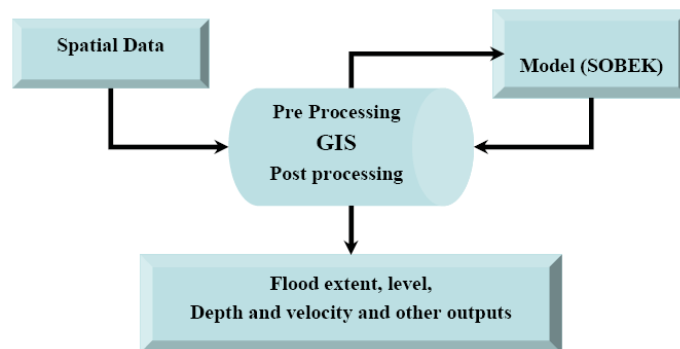 Spatial Data
Model (SOBEK)
Pre Processing
GIS
Post processing
Flood extent, level,
Depth and velocity and other outputs